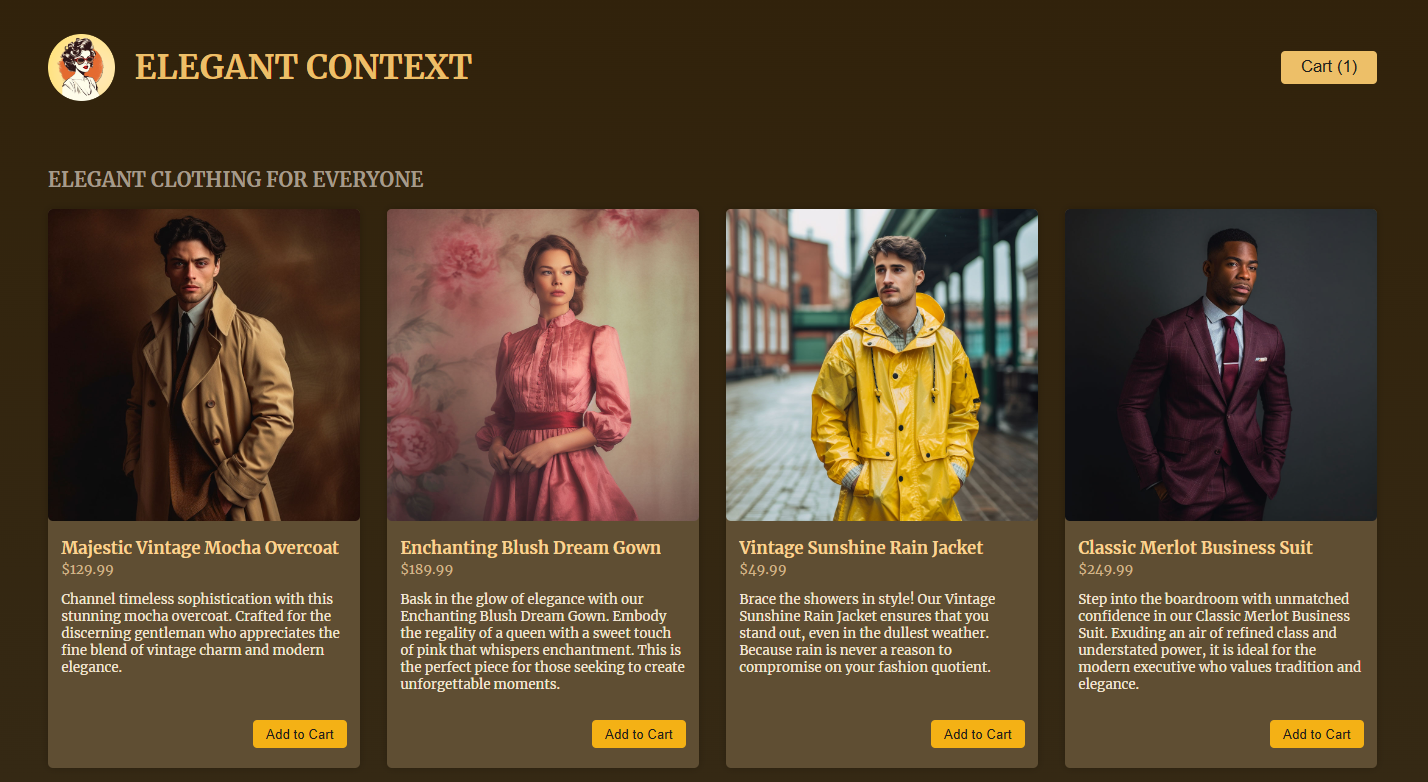 ELEGANT CONTEXT
Cart (1)
ELEGANT CLOTHING FOR EVERYONE
Majestic Vintage Mocha Overcoat
$129.99
Channel timeless sophistication with this
stunning mocha overcoat. Crafted for the
discerning gentleman who appreciates the
fine blend of vintage charm and modern
elegance.
Add to Cart
Enchanting Blush Dream Gown
$189.99
Bask in the glow of elegance with our
Enchanting Blush Dream Gown. Embody
the regality of a queen with a sweet touch
of pink that whispers enchantment. This is
the perfect piece for those seeking to create
unforgettable moments.
Add to Cart
Vintage Sunshine Rain Jacket
$49.99
Brace the showers in style! Our Vintage
Sunshine Rain Jacket ensures that you
stand out, even in the dullest weather.
Because rain is never a reason to
compromise on your fashion quotient.
Add to Cart
Classic Merlot Business Suit
$249.99
Step into the boardroom with unmatched
confidence in our Classic Merlot Business
Suit. Exuding an air of refined class and
understated power, it is ideal for the
modern executive who values tradition and
elegance.
Add to Cart